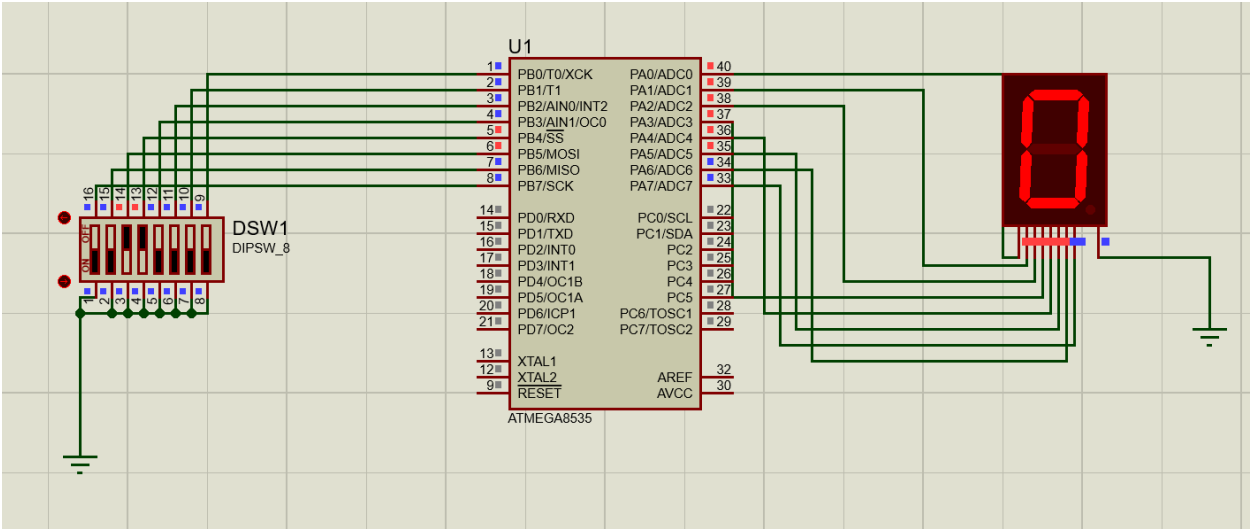 U1
1 PB0/T0/XCK PA0/ADC0 40
2 PB1/T1 PA1/ADC1 39
3 PB2/AIN0/INT2 PA2/ADC2 38
4 PB3/AIN1/OC0 PA3/ADC3 37
5 PB4/SS PA4/ADC4 36
6 PB5/MOSI PA5/ADC5 35
7 PB6/MISO PA6/ADC6 34
8 PB7/SCK PA7/ADC7 33
14 PD0/RXD PC0/SCL 22
15 PD1/TXD PC1/SDA 23
16 PD2/INT0 PC2 24
17 PD3/INT1 PC3 25
18 PD4/OC1B PC4 26
19 PD5/OC1A PC5 27
20 PD6/ICP1 PC6/TOSC1 28
21 PD7/OC2 PC7/TOSC2 29
13 XTAL1
12 XTAL2 AREF 32
9 RESET AVCC 30
ATMEGA8535
16 15 14 13 12 11 10 9
OFF
ON
1 2 3 4 5 6 7 8
DSW1
DIPSW_8
0